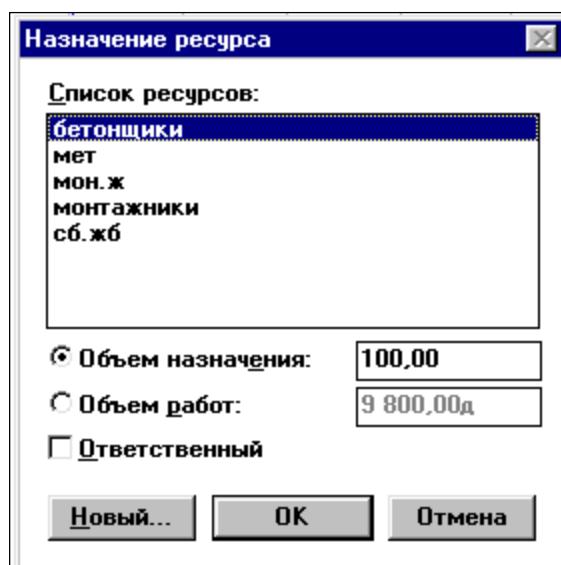 Назначение ресурса
Список ресурсов:
бетонщики
мет
мон.ж
монтажники
сб.жб
Объем назначения: 100,00
Объем работ: 9 800,00д
Ответственный
Новый... OK Отмена